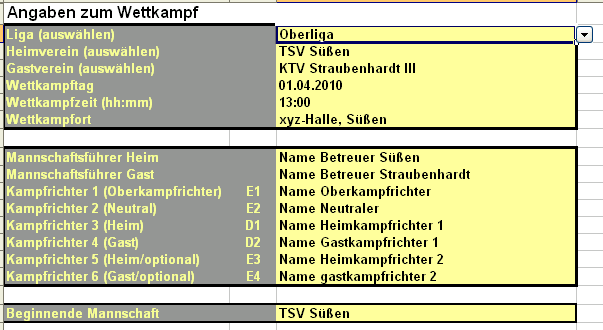 Angaben zum Wettkampf
Liga (auswählen) Oberliga
Heimverein (auswählen) TSV Süßen
Gastverein (auswählen) KTV Straubenhardt III
Wettkampftag 01.04.2010
Wettkampfzeit (hh:mm) 13:00
Wettkampfort xyz-Halle, Süßen
Mannschaftsführer Heim Name Betreuer Süßen
Mannschaftsführer Gast Name Betreuer Straubenhardt
Kampfrichter 1 (Oberkampfrichter) E1 Name Oberkampfrichter
Kampfrichter 2 (Neutral) E2 Name Neutraler
Kampfrichter 3 (Heim) D1 Name Heimkampfrichter 1
Kampfrichter 4 (Gast) D2 Name Gastkampfrichter 1
Kampfrichter 5 (Heim/optional) E3 Name Heimkampfrichter 2
Kampfrichter 6 (Gast/optional) E4 Name gastkampfrichter 2
Beginnende Mannschaft TSV Süßen